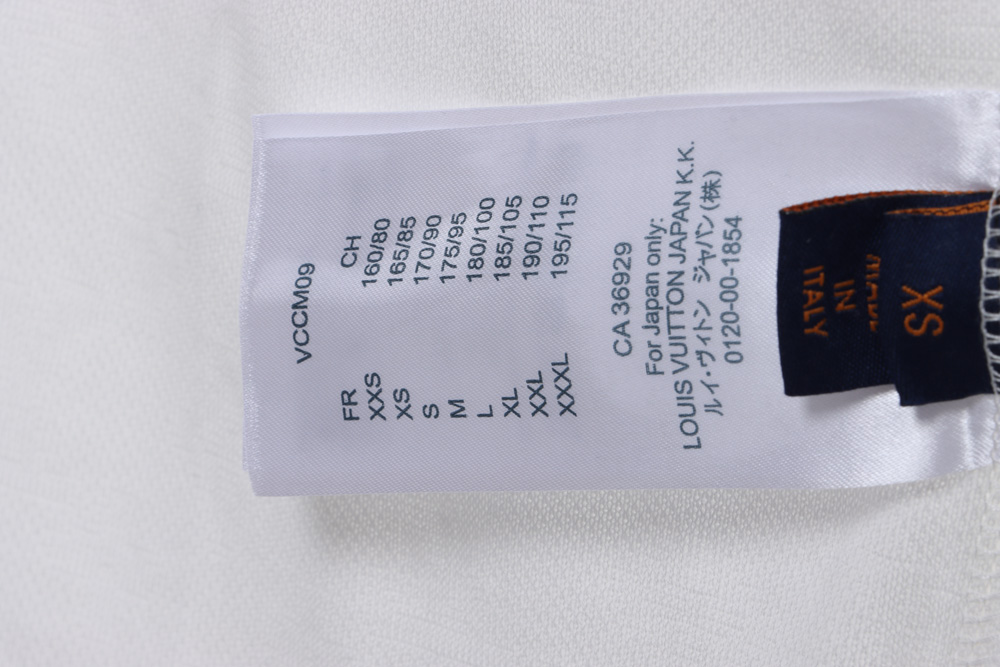 VCCM09
FR CH
XXS 160/80
XS 165/85
S 170/90
M 175/95
L 180/100
XL 185/105
XXL 190/110
XXXL 195/115
CA 36929
For Japan only:
LOUIS VUITTON JAPAN K.K.
ルイ・ヴィトン ジャパン(株)
0120-00-1854
MADE
IN
ITALY
XS